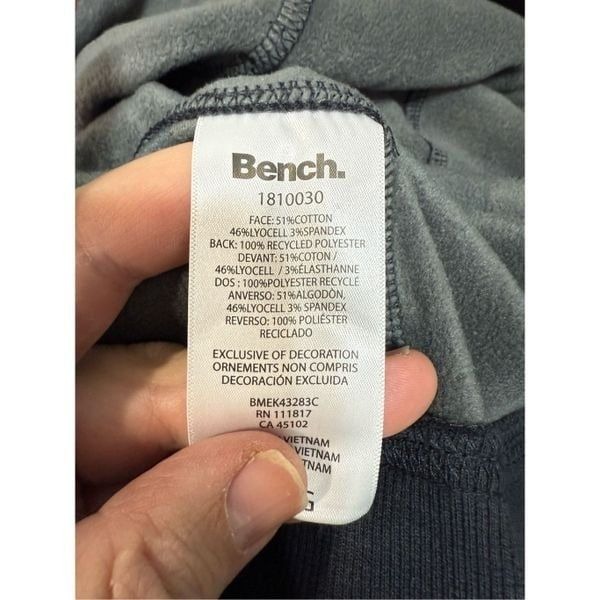 Bench.
1810030
FACE: 51%COTTON
46%LYOCELL 3%SPANDEX
BACK: 100% RECYCLED POLYESTER
DEVANT: 51%COTON /
46%LYOCELL / 3%ÉLASTHANNE
DOS : 100%POLYESTER RECYCLÉ
ANVERSO: 51%ALGODÓN,
46%LYOCELL 3% SPANDEX
REVERSO: 100% POLIÉSTER
RECICLADO
EXCLUSIVE OF DECORATION
ORNEMENTS NON COMPRIS
DECORACIÓN EXCLUIDA
BMEK43283C
RN 111817
CA 45102
VIETNAM
VIETNAM
TNAM
G